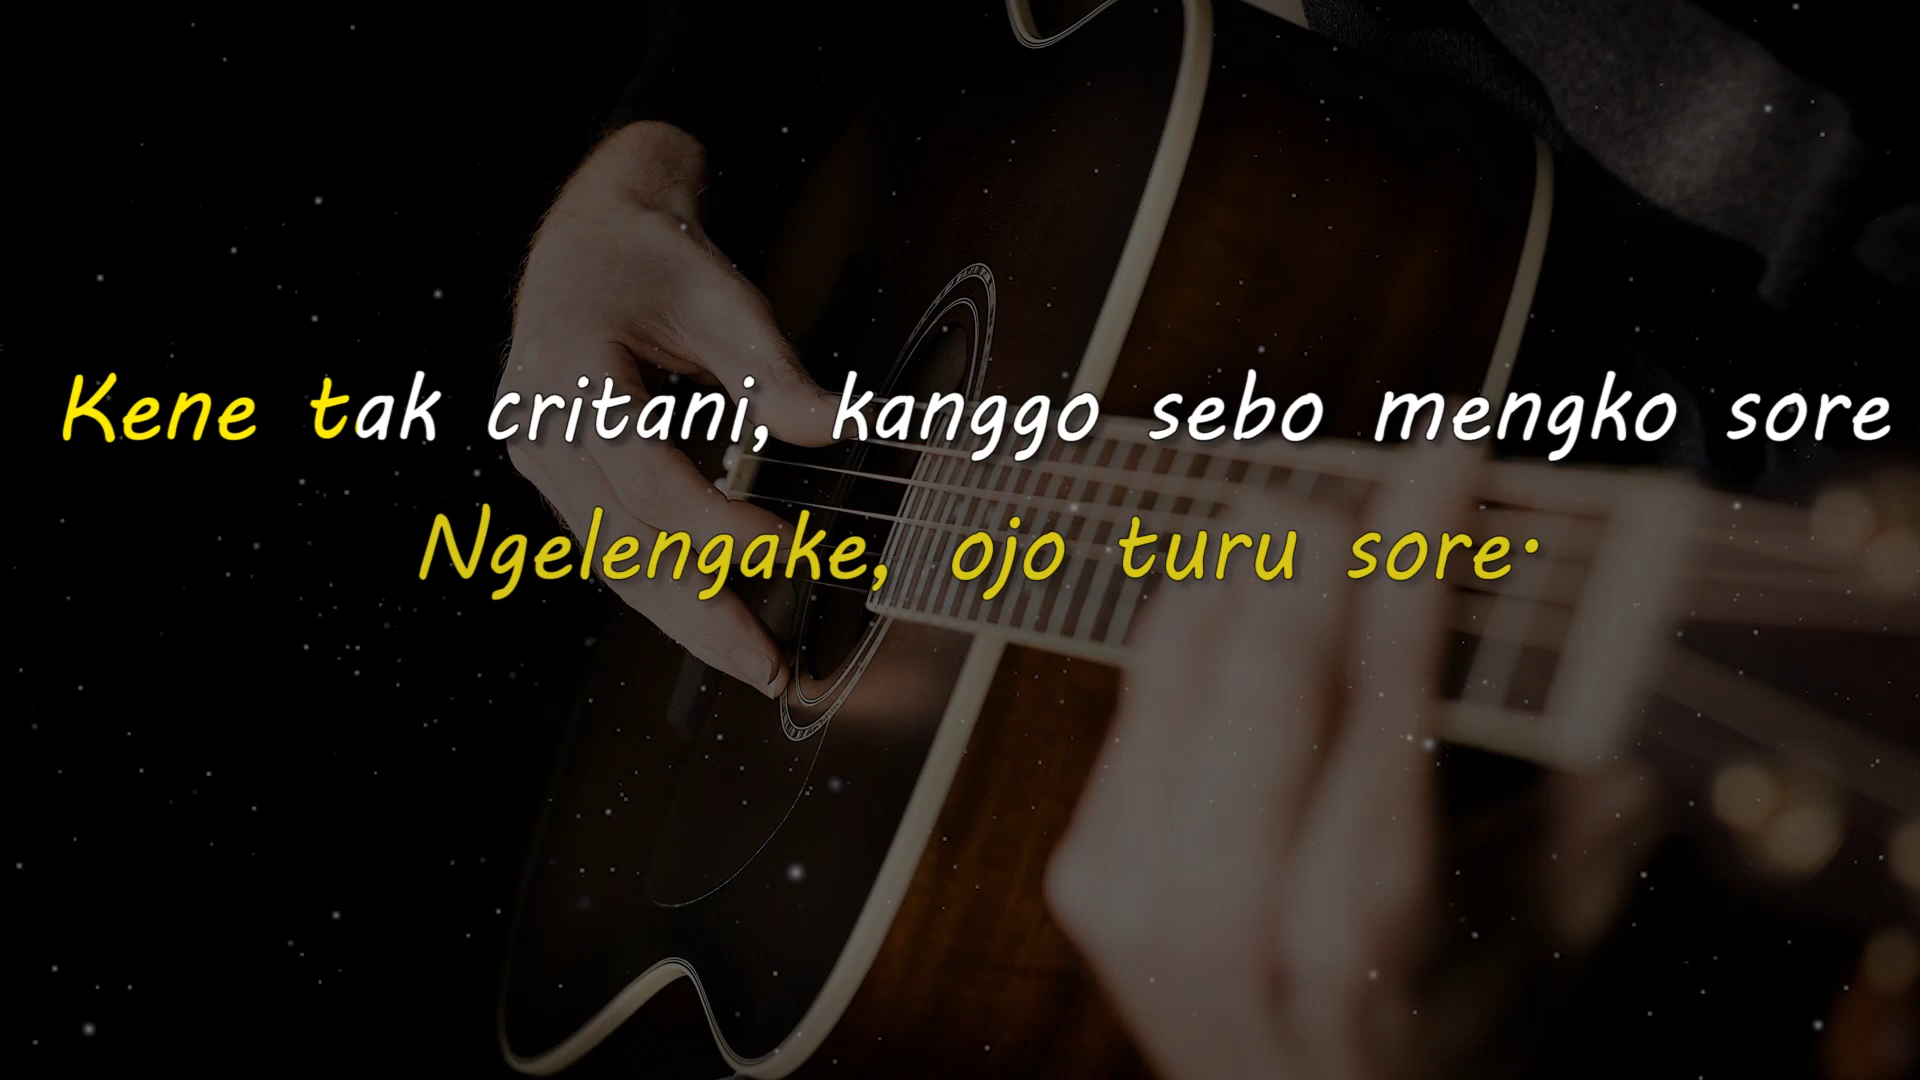 Kene tak critani, kanggo sebo mengko sore
Ngelengake, ojo turu sore·